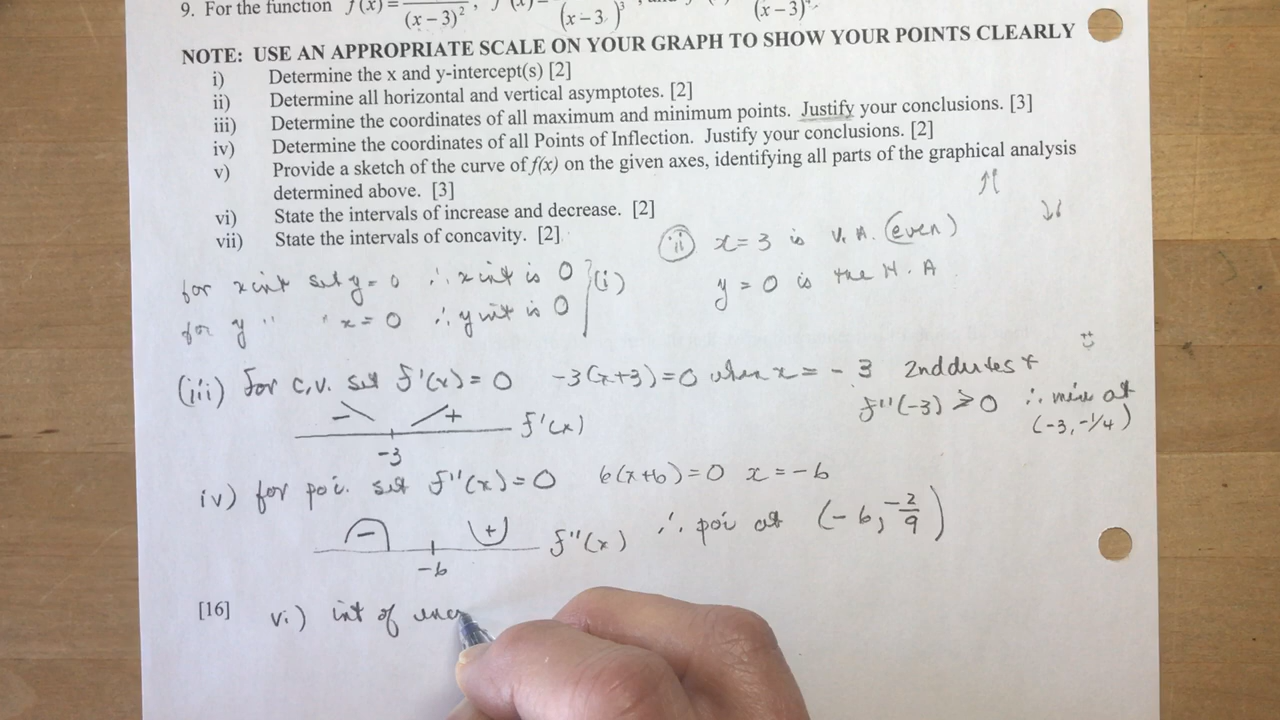 9. For the function f(x)=
(x-3)²
(x-3)³
(x-3)⁴
NOTE: USE AN APPROPRIATE SCALE ON YOUR GRAPH TO SHOW YOUR POINTS CLEARLY
i) Determine the x and y-intercept(s) [2]
ii) Determine all horizontal and vertical asymptotes. [2]
iii) Determine the coordinates of all maximum and minimum points. Justify your conclusions. [3]
iv) Determine the coordinates of all Points of Inflection. Justify your conclusions. [2]
v) Provide a sketch of the curve of f(x) on the given axes, identifying all parts of the graphical analysis
determined above. [3]
vi) State the intervals of increase and decrease. [2]
vii) State the intervals of concavity. [2]
(ii) x=3 is V.A. (even)
y=0 is the H.A
for x int set y=0 ∴ x int is 0 } (i)
for y " " x=0 ∴ y int is 0
(iii) for c.v. set f'(x)=0 -3(x+3)=0 when x=-3 2nd
f''(-3) > 0 ∴ min at
(-3,-1/4)
- + f'(x)
-3
iv) for poi. set f''(x)=0 6(x+6)=0 x=-6
- + f''(x) ∴ poi at (-6,-2/9)
-6
[16] vi.) int of